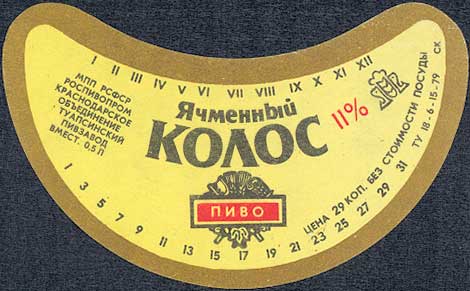 I II III IV V VI VII VIII IX X XI XII
МПП РСФСР
РОСПИВОПРОМ
КРАСНОДАРСКОЕ
ОБЪЕДИНЕНИЕ
ТУАПСИНСКИЙ
ПИВЗАВОД
ВМЕСТ. 0,5 Л
Ячменный
КОЛОС
11%
ПИВО
ЦЕНА 29 КОП. БЕЗ СТОИМОСТИ ПОСУДЫ
ТУ 18-6-15-79 СК
1 3 5 7 9 11 13 15 17 19 21 23 25 27 29 31